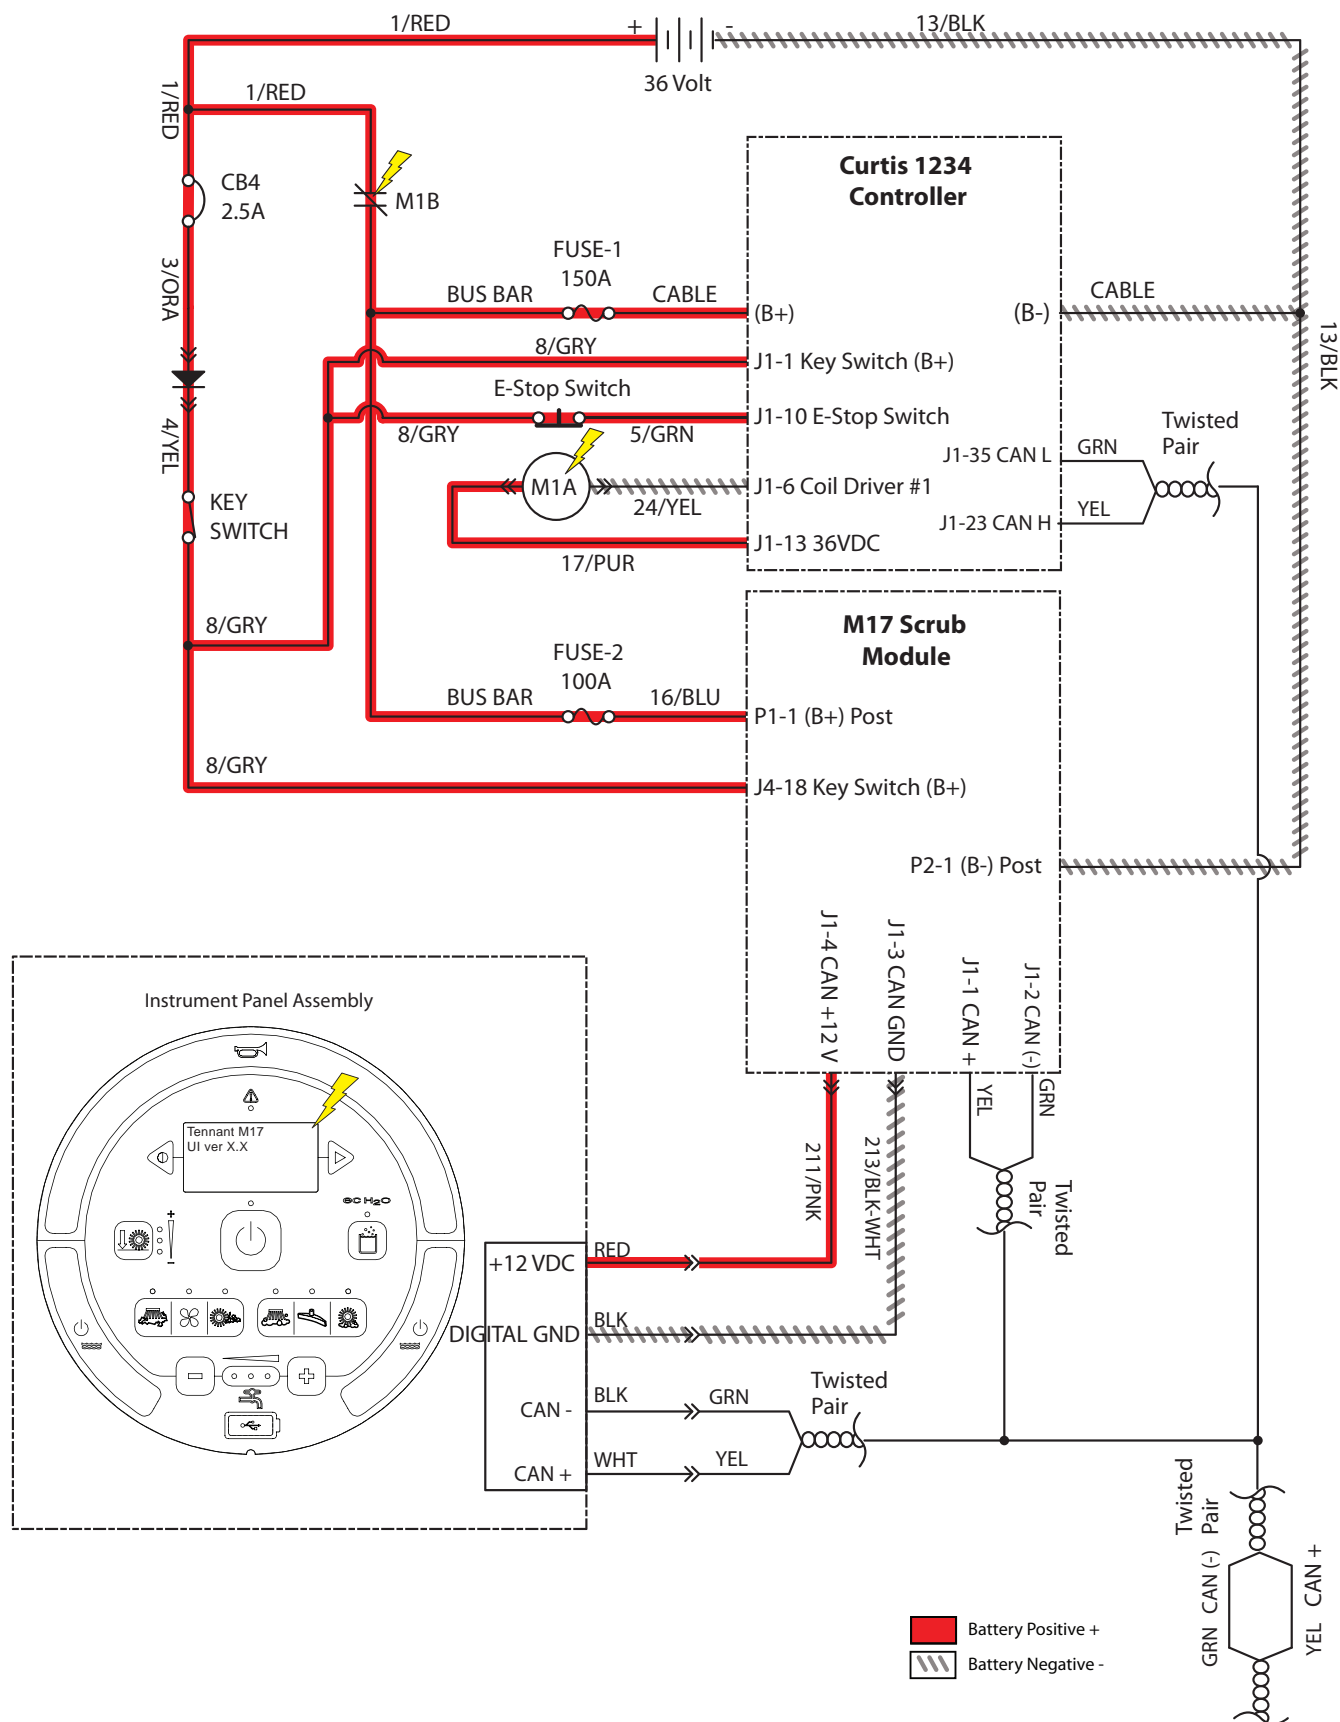 1/RED
+
-
13/BLK
36 Volt
1/RED
1/RED
CB4
2.5A
M1B
Curtis 1234
Controller
3/ORA
FUSE-1
150A
BUS BAR
CABLE
(B+)
(B-)
CABLE
13/BLK
8/GRY
J1-1 Key Switch (B+)
E-Stop Switch
8/GRY
5/GRN
J1-10 E-Stop Switch
4/YEL
J1-35 CAN L
GRN
Twisted
Pair
M1A
24/YEL
J1-6 Coil Driver #1
J1-23 CAN H
YEL
KEY
SWITCH
17/PUR
J1-13 36VDC
8/GRY
M17 Scrub
Module
FUSE-2
100A
BUS BAR
16/BLU
P1-1 (B+) Post
8/GRY
J4-18 Key Switch (B+)
P2-1 (B-) Post
J1-4 CAN +12 V
J1-3 CAN GND
J1-1 CAN +
J1-2 CAN (-)
Instrument Panel Assembly
Tennant M17
UI ver X.X
YEL
GRN
211/PNK
213/BLK-WHT
Twisted
Pair
ec H2O
+
-
+12 VDC
RED
DIGITAL GND
BLK
CAN -
BLK
GRN
Twisted
Pair
CAN +
WHT
YEL
Twisted
Pair
GRN CAN (-)
YEL CAN +
Battery Positive +
Battery Negative -